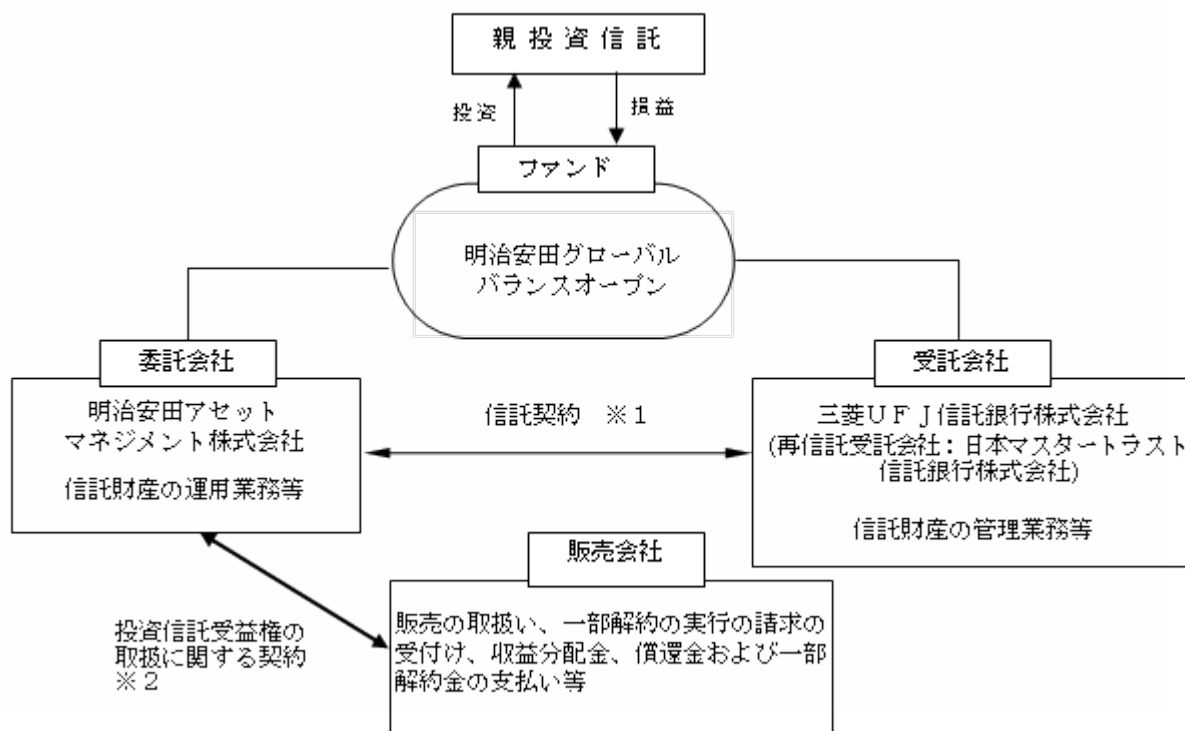 親投資信託
投資
損益
ファンド
明治安田グローバル
バランスオープン
委託会社
明治安田アセット
マネジメント株式会社
信託財産の運用業務等
信託契約 ※1
受託会社
三菱UFJ信託銀行株式会社
(再信託受託会社：日本マスタートラスト
信託銀行株式会社)
信託財産の管理業務等
投資信託受益権の
取扱に関する契約
※2
販売会社
販売の取扱い、一部解約の実行の請求の
受付け、収益分配金、償還金および一部
解約金の支払い等